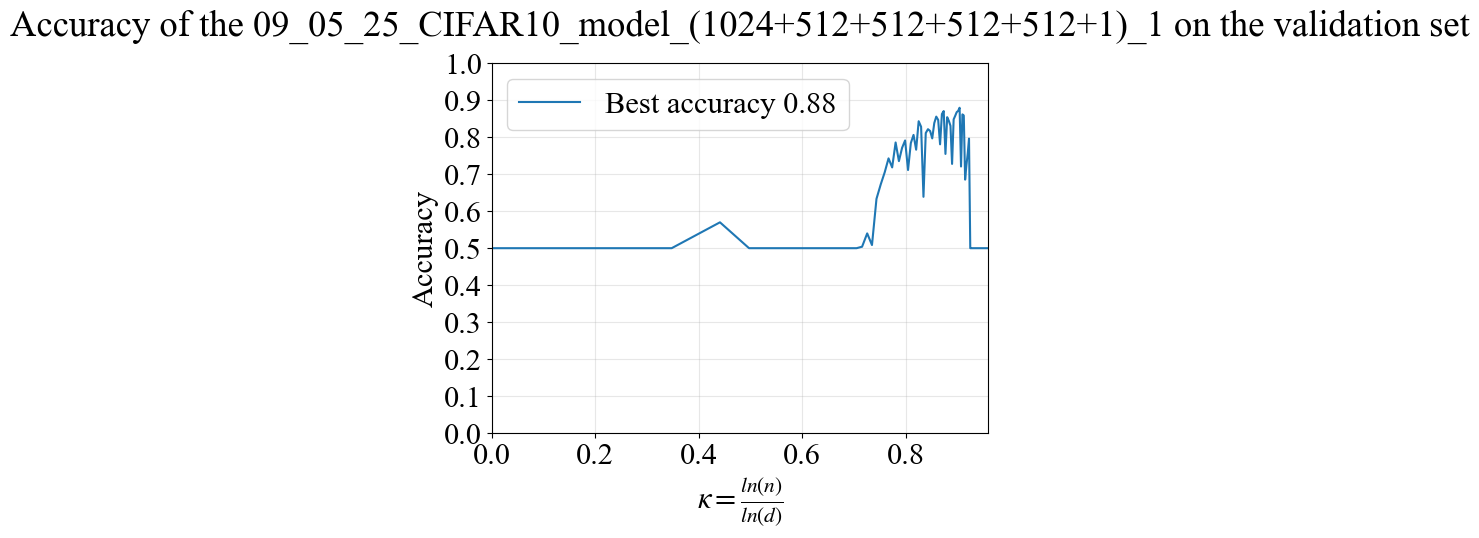 Accuracy of the 09_05_25_CIFAR10_model_(1024+512+512+512+512+1)_1 on the validation set
1.0
0.9
0.8
0.7
0.6
0.5
0.4
0.3
0.2
0.1
0.0
Best accuracy 0.88
Accuracy
0.0 0.2 0.4 0.6 0.8
κ = ln(n) / ln(d)